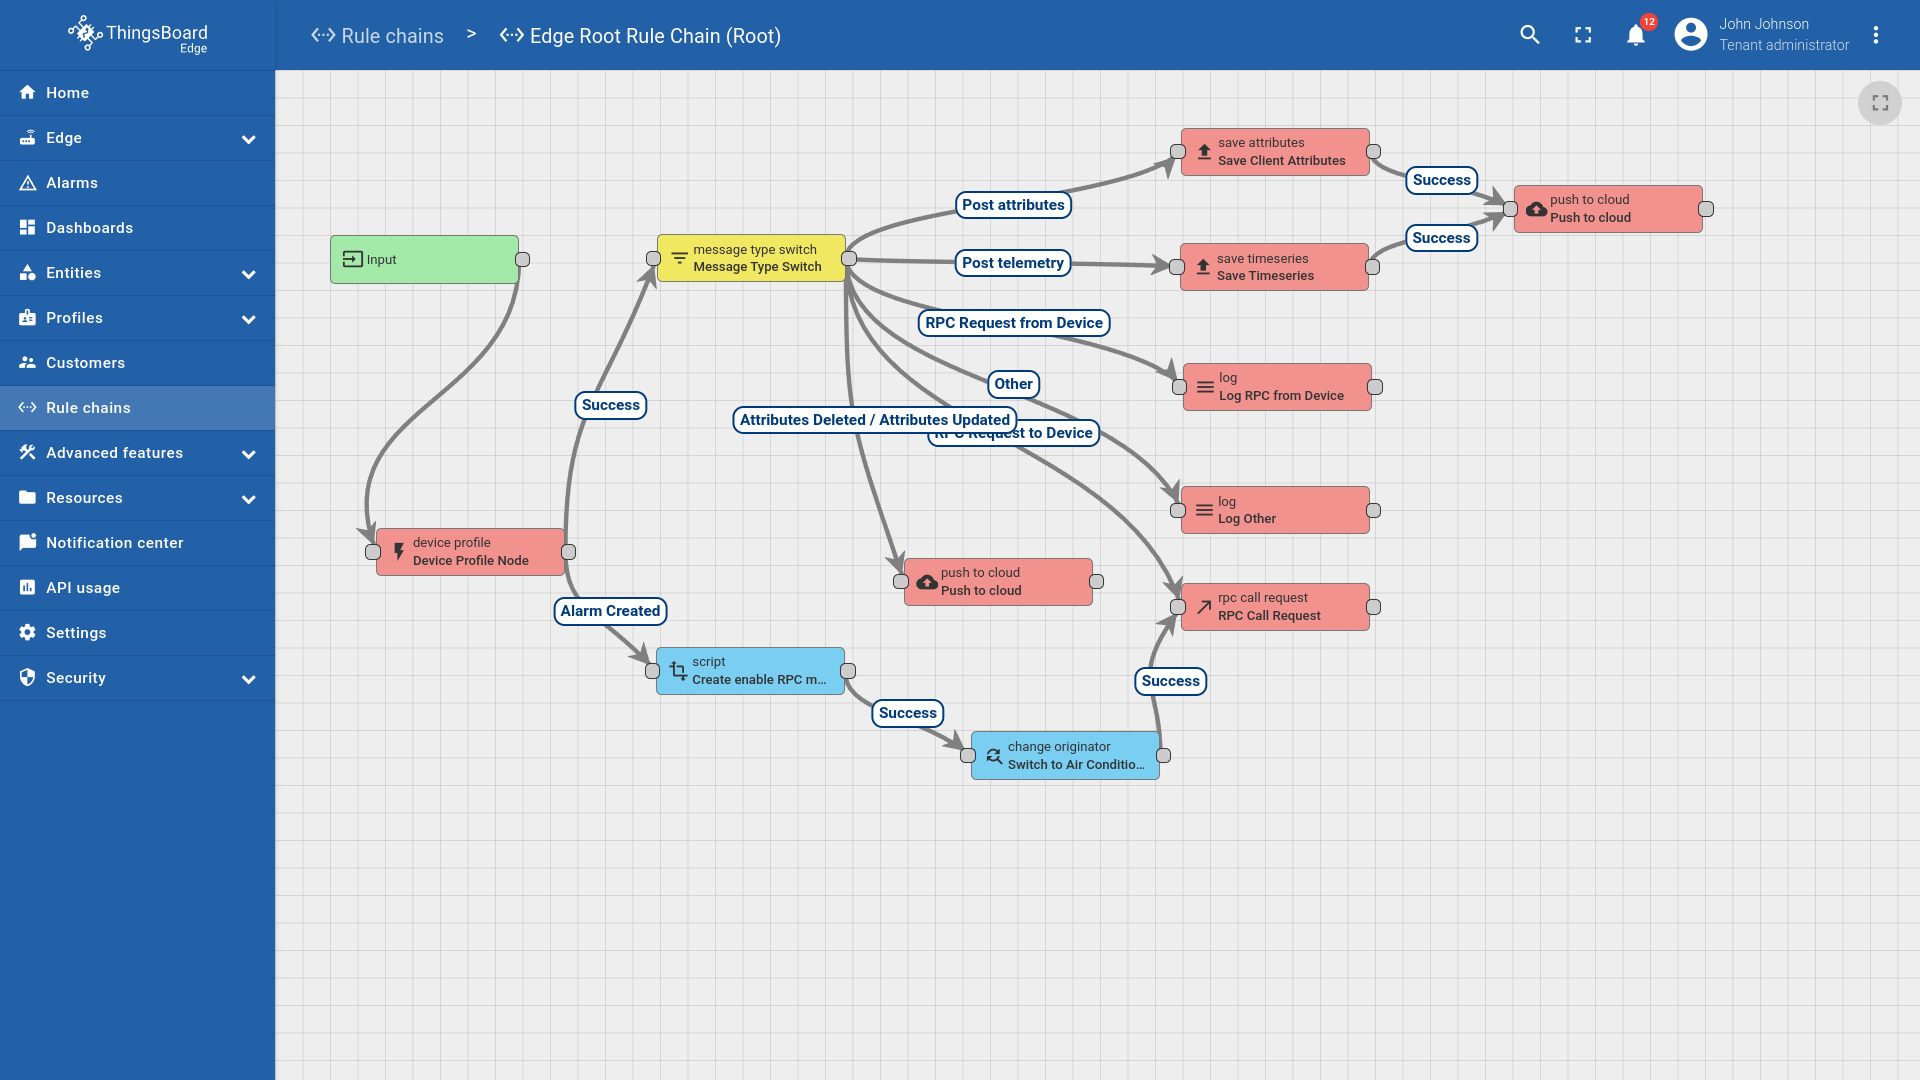 ThingsBoard
Edge
Rule chains > Edge Root Rule Chain (Root)
12
John Johnson
Tenant administrator
Home
Edge
Alarms
Dashboards
Entities
Profiles
Customers
Rule chains
Advanced features
Resources
Notification center
API usage
Settings
Security
save attributes
Save Client Attributes
Success
push to cloud
Push to cloud
Post attributes
Input
message type switch
Message Type Switch
Post telemetry
save timeseries
Save Timeseries
Success
RPC Request from Device
log
Log RPC from Device
Other
Success
Attributes Deleted / Attributes Updated
RPC Request to Device
log
Log Other
device profile
Device Profile Node
push to cloud
Push to cloud
rpc call request
RPC Call Request
Alarm Created
script
Create enable RPC m...
Success
Success
change originator
Switch to Air Conditio...